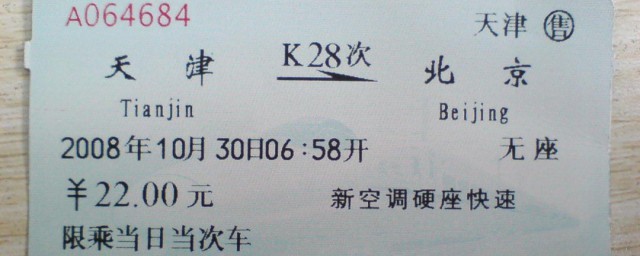 A064684 天津 售
天津 K28次 北京
Tianjin Beijing
2008年10月30日06:58开 无座
￥22.00元 新空调硬座快速
限乘当日当次车